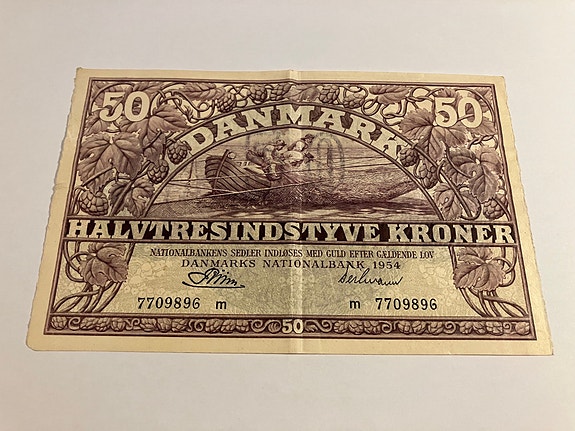 50 50
DANMARK
HALVTRESINDSTYVE KRONER
NATIONALBANKENS SEDLER INDLØSES MED GULD EFTER GÆLDENDE LOV
DANMARKS NATIONALBANK 1954
7709896 m m 7709896
50